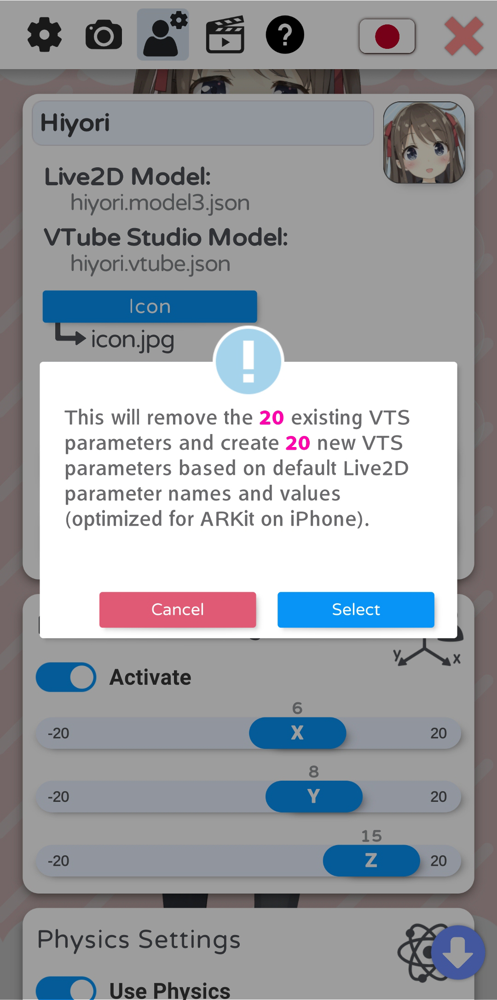 Hiyori
Live2D Model:
hiyori.model3.json
VTube Studio Model:
hiyori.vtube.json
Icon
icon.jpg
This will remove the 20 existing VTS
parameters and create 20 new VTS
parameters based on default Live2D
parameter names and values
(optimized for ARKit on iPhone).
Cancel
Select
y
x
Activate
6
-20
X
20
8
-20
Y
20
15
-20
Z
20
Physics Settings
Use Physics